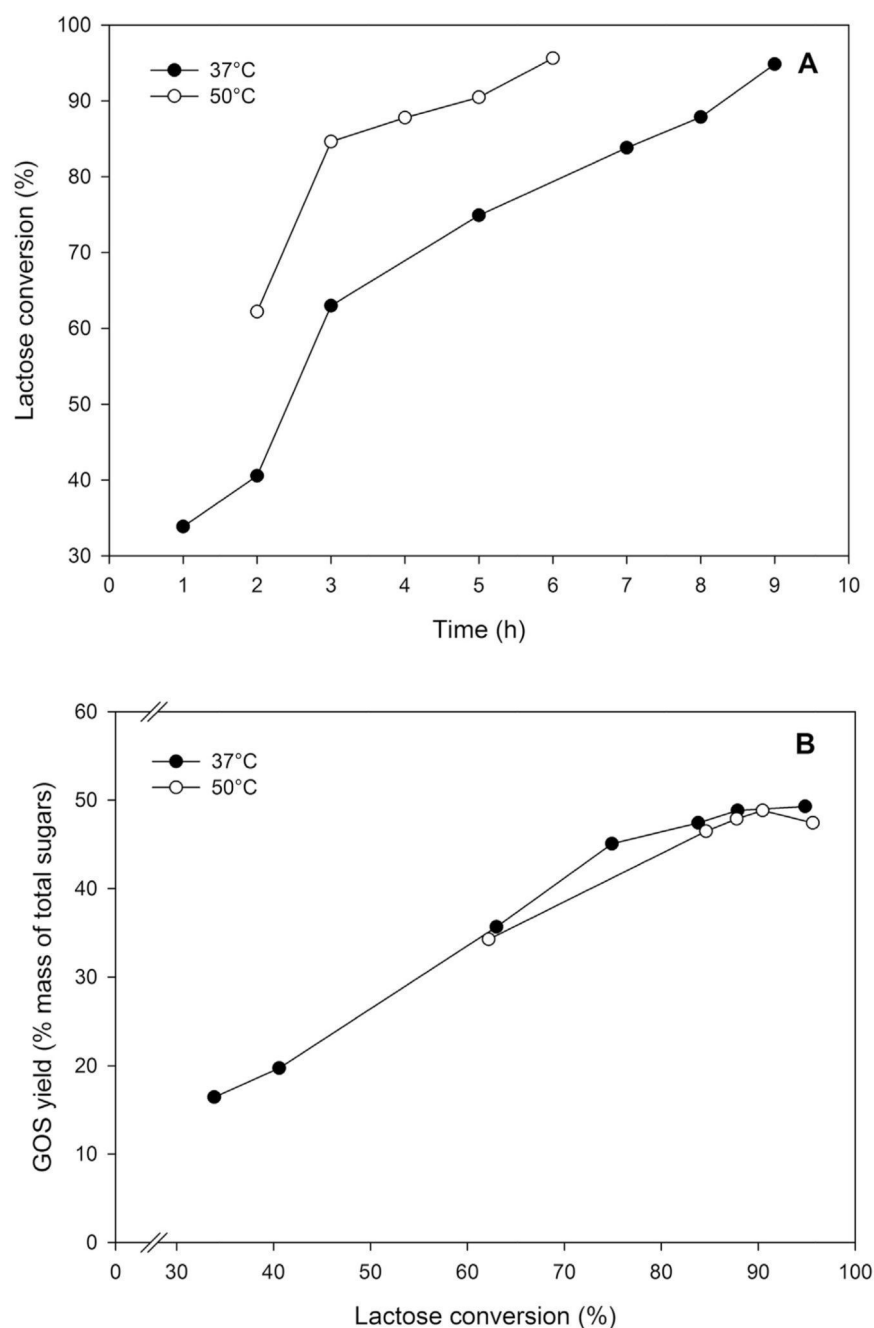 A
37°C
50°C
100
90
80
70
60
50
40
30
Lactose conversion (%)
0 1 2 3 4 5 6 7 8 9 10
Time (h)
B
37°C
50°C
60
50
40
30
20
10
0
GOS yield (% mass of total sugars)
0 30 40 50 60 70 80 90 100
Lactose conversion (%)